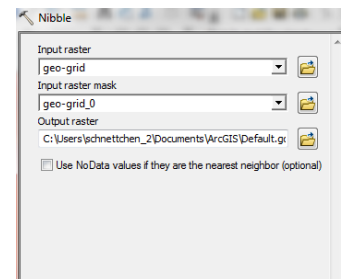 Nibble
Input raster
geo-grid
Input raster mask
geo-grid_0
Output raster
C:\Users\schnettchen_2\Documents\ArcGIS\Default.gc
Use NoData values if they are the nearest neighbor (optional)